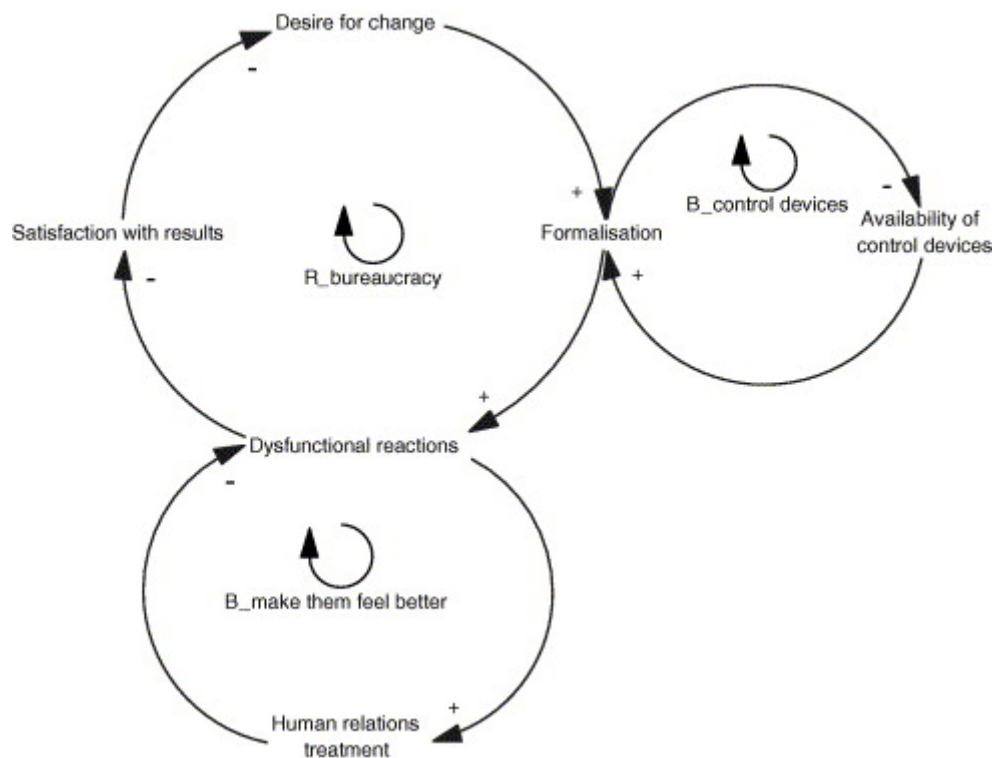 Desire for change
-
+
-
B_control devices
Satisfaction with results
Formalisation
Availability of
control devices
-
R_bureaucracy
+
+
Dysfunctional reactions
-
B_make them feel better
+
Human relations
treatment